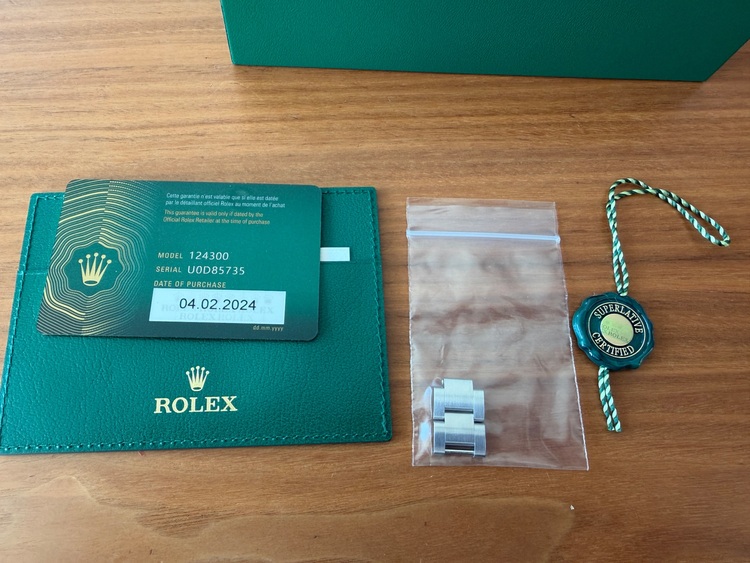 Cette garantie n'est valable que si elle est datée
par le détaillant officiel Rolex au moment de l'achat
This guarantee is valid only if dated by the
Official Rolex Retailer at the time of purchase
MODEL 124300
SERIAL U0D85735
DATE OF PURCHASE
04.02.2024
dd mm yyyy
ROLEX
SUPERLATIVE
CERTIFIED